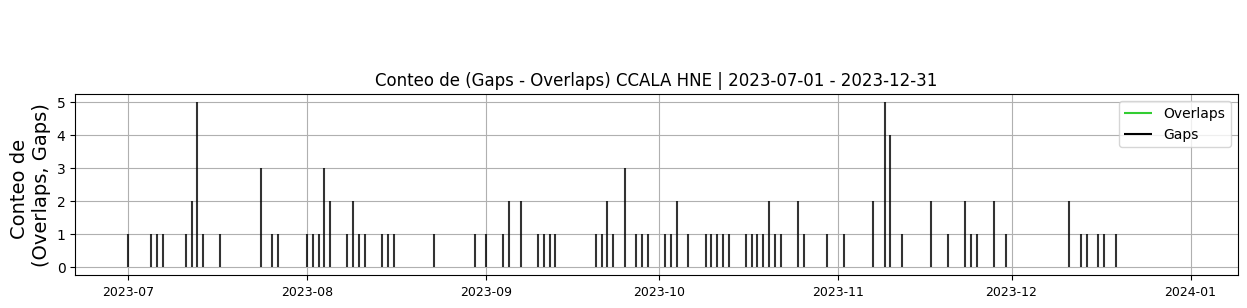 Conteo de (Gaps - Overlaps) CCALA HNE | 2023-07-01 - 2023-12-31
Conteo de
(Overlaps, Gaps)
5
4
3
2
1
0
Overlaps
Gaps
2023-07
2023-08
2023-09
2023-10
2023-11
2023-12
2024-01